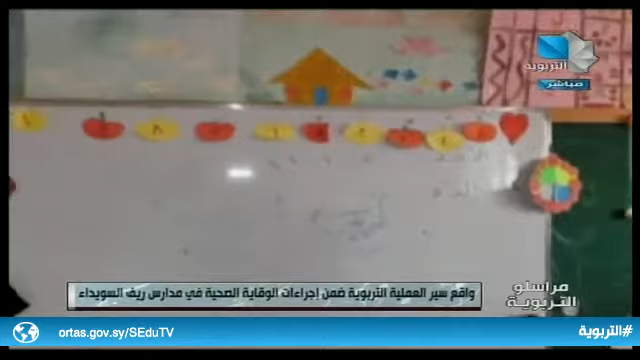 التربوية
مباشر
واقع سير العملية التربوية ضمن إجراءات الوقاية الصحية في مدارس ريف السويداء
مراسلو
التربوية
ortas.gov.sy/SEduTV
#التربوية